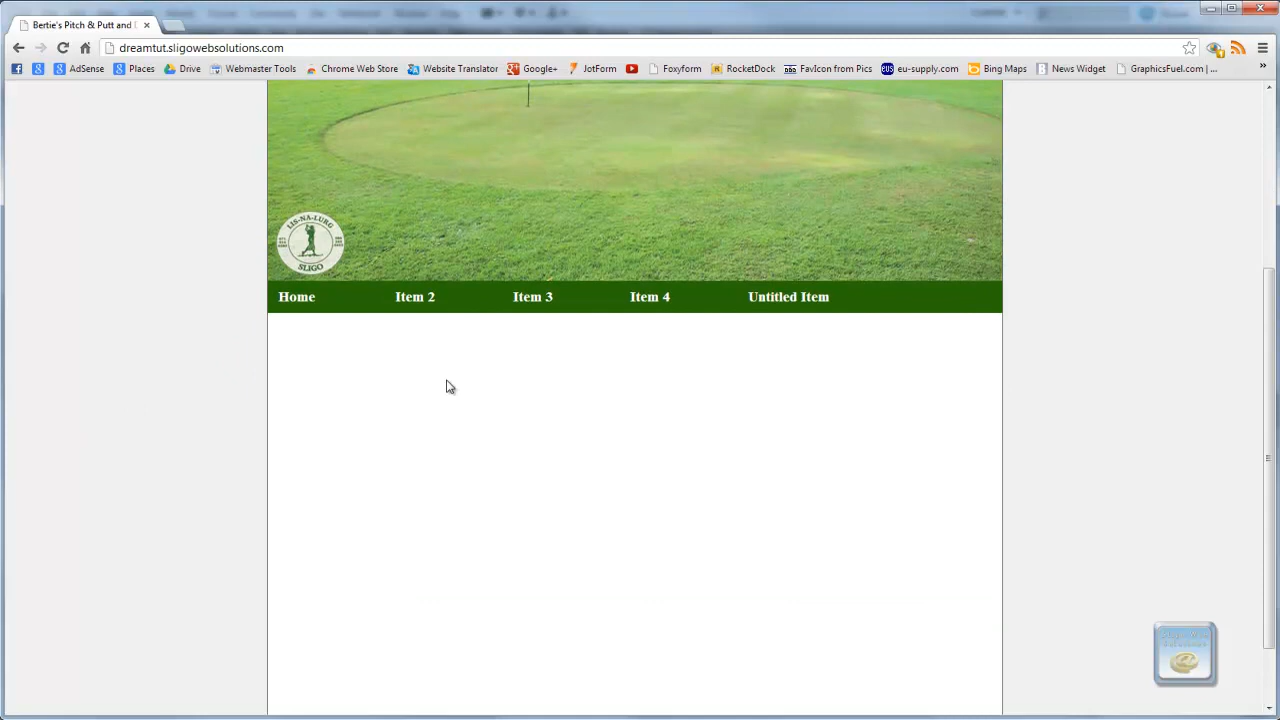 Bertie's Pitch & Putt and
dreamtut.sligowebsolutions.com
AdSense Places Drive Webmaster Tools Chrome Web Store Website Translator Google+ JotForm Foxyform RocketDock FavIcon from Pics eu-supply.com Bing Maps News Widget GraphicsFuel.com | ...
LIS-NA-LURG
SLIGO
Home Item 2 Item 3 Item 4 Untitled Item